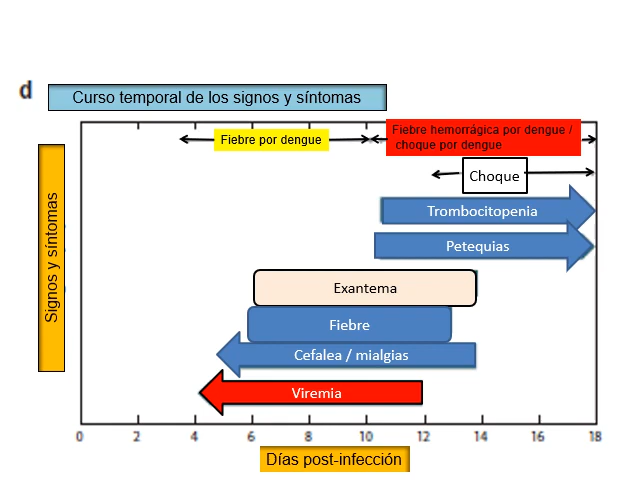 d
Curso temporal de los signos y síntomas
Fiebre por dengue
Fiebre hemorrágica por dengue /
choque por dengue
Choque
Trombocitopenia
Petequias
Exantema
Fiebre
Cefalea / mialgias
Viremia
Signos y síntomas
0 2 4 6 8 10 12 14 16 18
Días post-infección